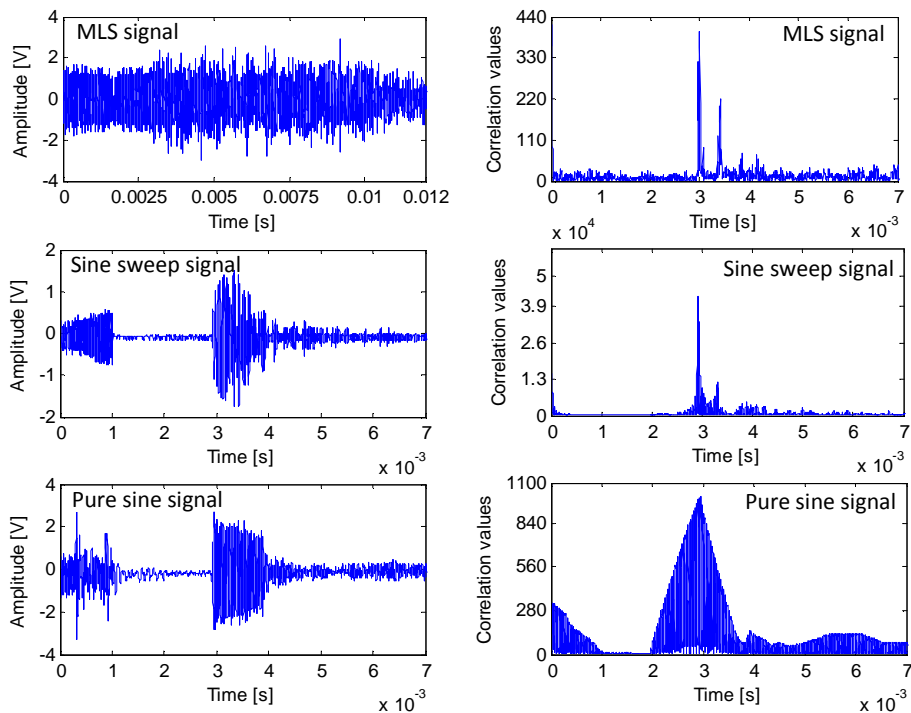 MLS signal
Amplitude [V]
4
2
0
-2
-4
0 0.0025 0.005 0.0075 0.01 0.012
Time [s]
MLS signal
Correlation values
440
330
220
110
0
0 1 2 3 4 5 6 7
Time [s]
x 10⁻³
Sine sweep signal
Amplitude [V]
2
1
0
-1
-2
0 1 2 3 4 5 6 7
Time [s]
x 10⁻³
x 10⁴
Sine sweep signal
Correlation values
5
3.9
2.6
1.3
0
0 1 2 3 4 5 6 7
Time [s]
x 10⁻³
Pure sine signal
Amplitude [V]
4
2
0
-2
-4
0 1 2 3 4 5 6 7
Time [s]
x 10⁻³
Pure sine signal
Correlation values
1100
840
560
280
0
0 1 2 3 4 5 6 7
Time [s]
x 10⁻³